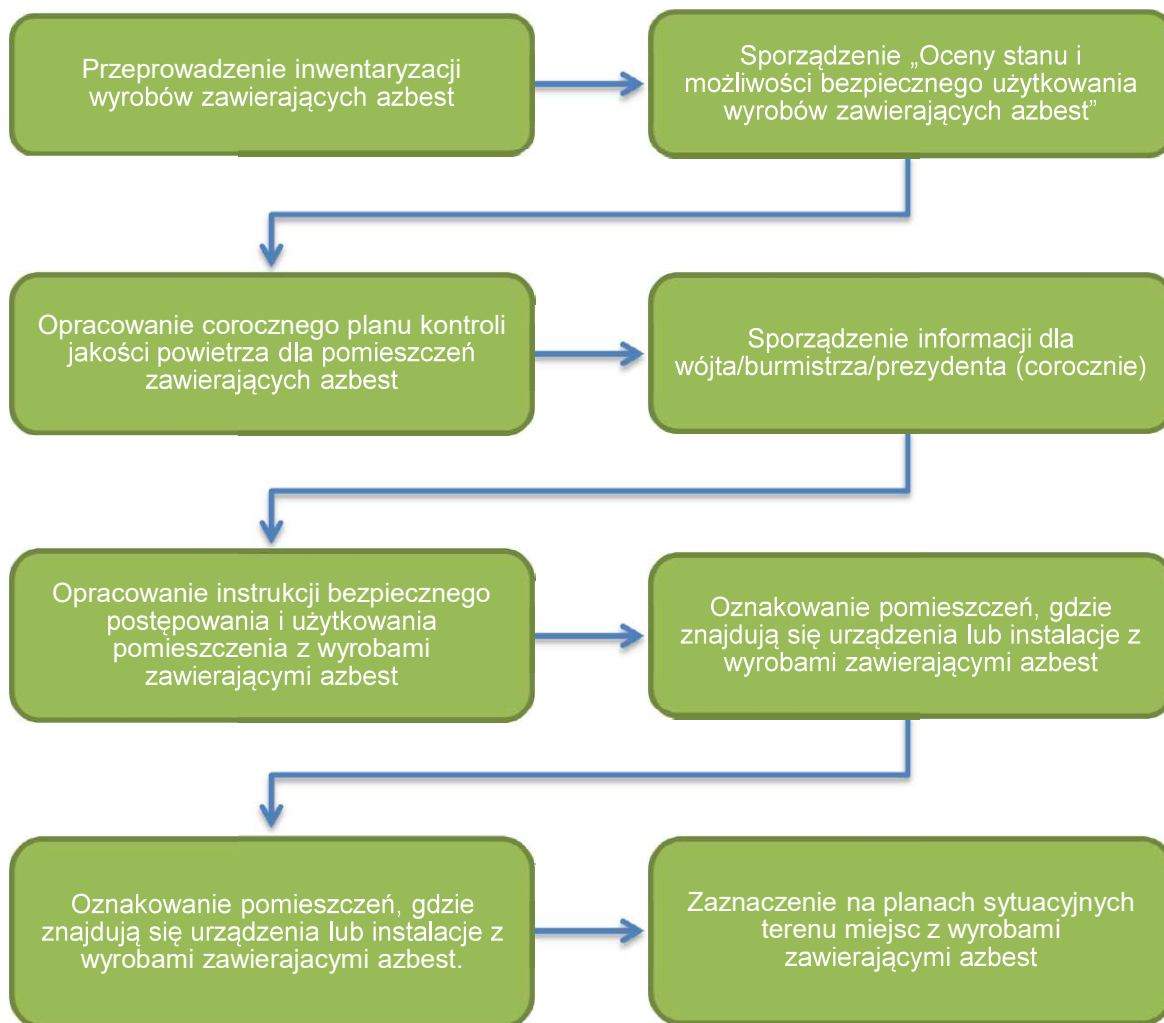 Przeprowadzenie inwentaryzacji
wyrobów zawierających azbest
Sporządzenie „Oceny stanu i
możliwości bezpiecznego użytkowania
wyrobów zawierających azbest”
Opracowanie corocznego planu kontroli
jakości powietrza dla pomieszczeń
zawierających azbest
Sporządzenie informacji dla
wójta/burmistrza/prezydenta (corocznie)
Opracowanie instrukcji bezpiecznego
postępowania i użytkowania
pomieszczenia z wyrobami
zawierającymi azbest
Oznakowanie pomieszczeń, gdzie
znajdują się urządzenia lub instalacje z
wyrobami zawierającymi azbest
Oznakowanie pomieszczeń, gdzie
znajdują się urządzenia lub instalacje z
wyrobami zawierajacymi azbest.
Zaznaczenie na planach sytuacyjnych
terenu miejsc z wyrobami
zawierającymi azbest